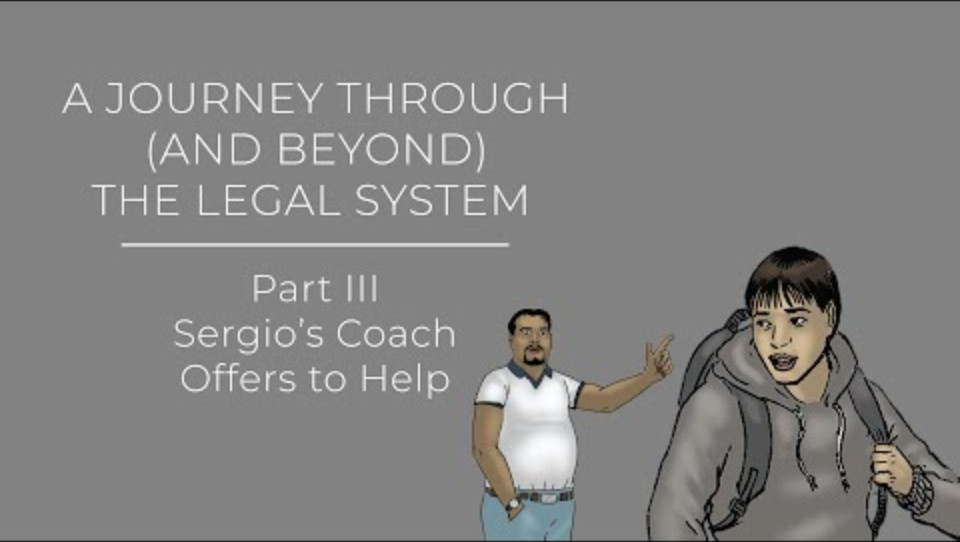 A JOURNEY THROUGH
(AND BEYOND)
THE LEGAL SYSTEM
Part III
Sergio’s Coach
Offers to Help